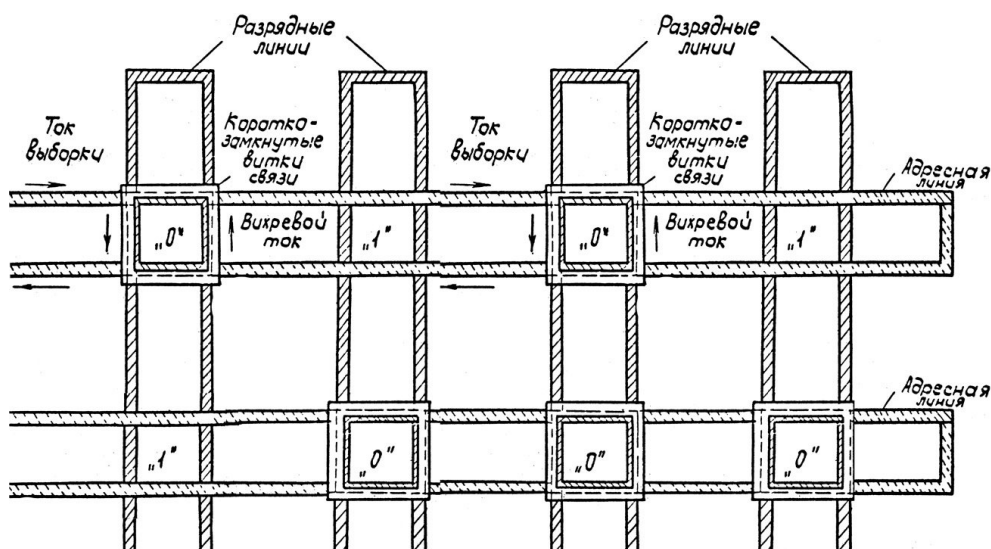 Разрядные
линии
Разрядные
линии
Ток
выборки
Коротко-
замкнутые
витки
связи
Ток
выборки
Коротко-
замкнутые
витки
связи
Адресная
линия
„0“
Вихревой
ток
„1“
„0“
Вихревой
ток
„1“
Адресная
линия
„1“
„0“
„0“
„0“